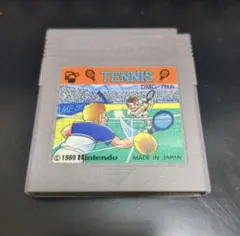 TENNIS
DMG-TNA
© 1989 Nintendo
MADE IN JAPAN